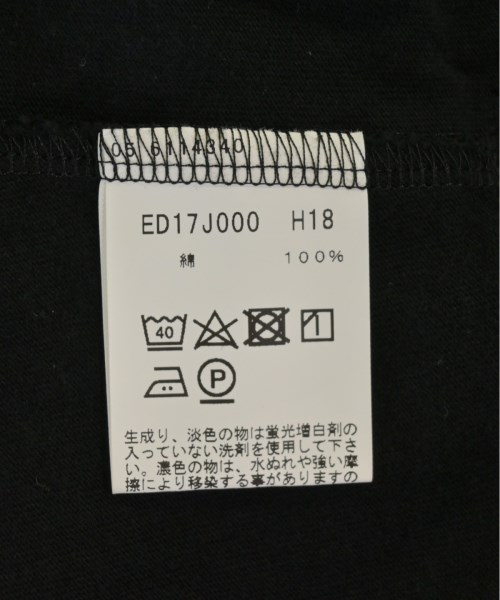 05 6114340
ED17J000 H18
綿 100%
40
P
生成り、淡色の物は蛍光増白剤の
入っていない洗剤を使用して下さ
い。濃色の物は、水ぬれや強い摩
擦により移染する事がありますの